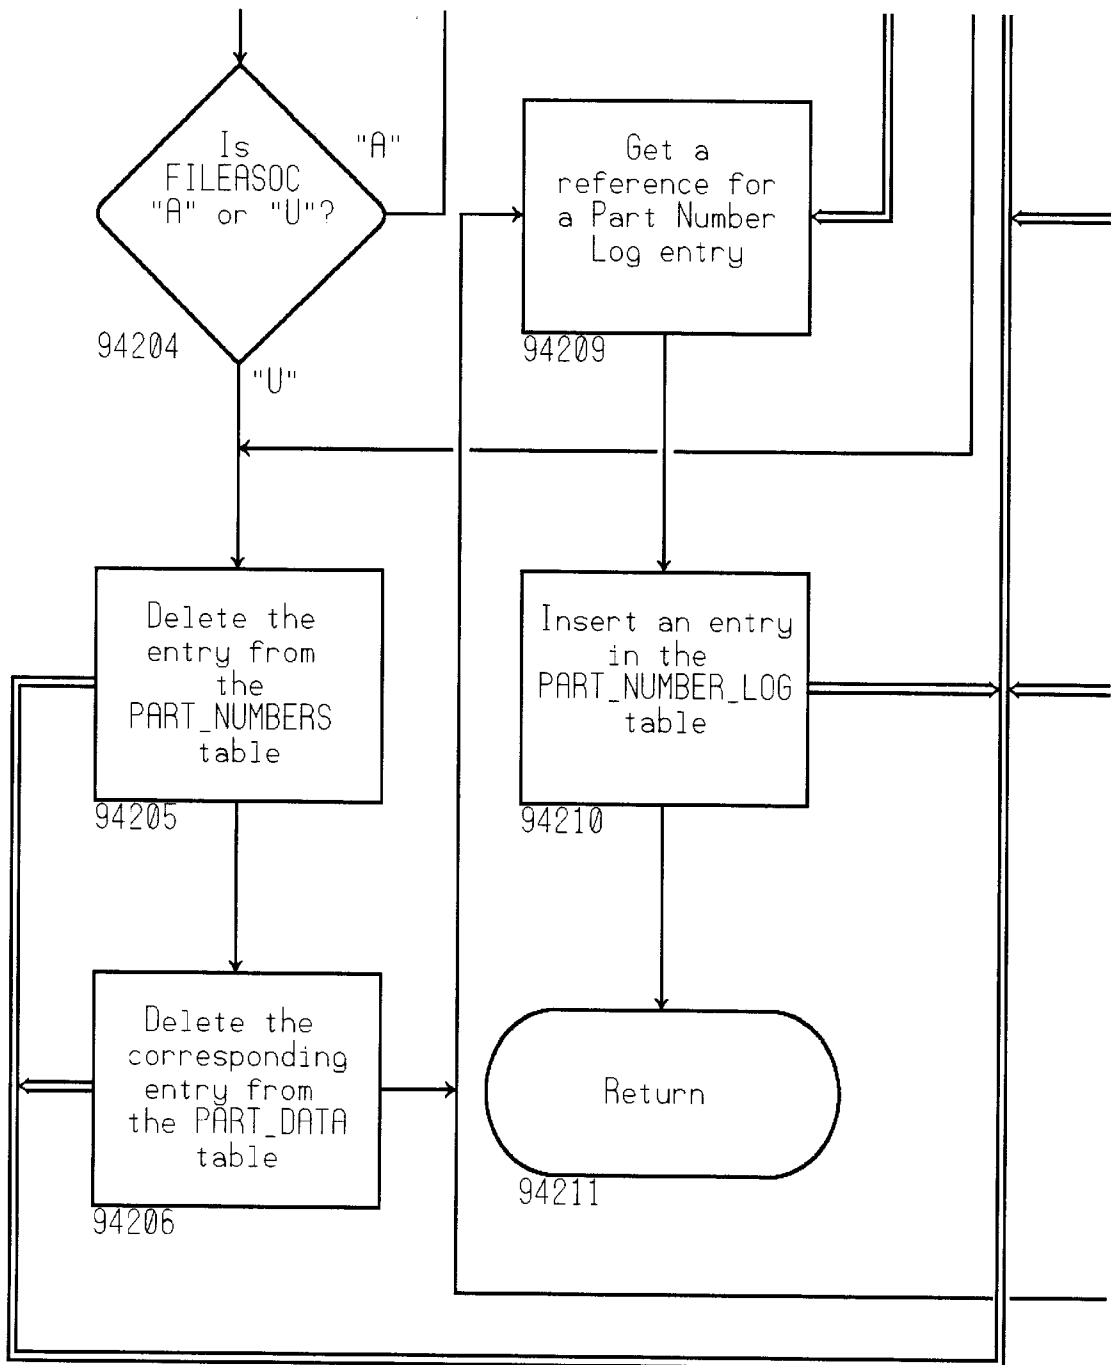 Is
FILEASOC
"A" or "U"?
"A"
94204
"U"
Delete the
entry from
the
PART_NUMBERS
table
94205
Delete the
corresponding
entry from
the PART_DATA
table
94206
Get a
reference for
a Part Number
Log entry
94209
Insert an entry
in the
PART_NUMBER_LOG
table
94210
Return
94211